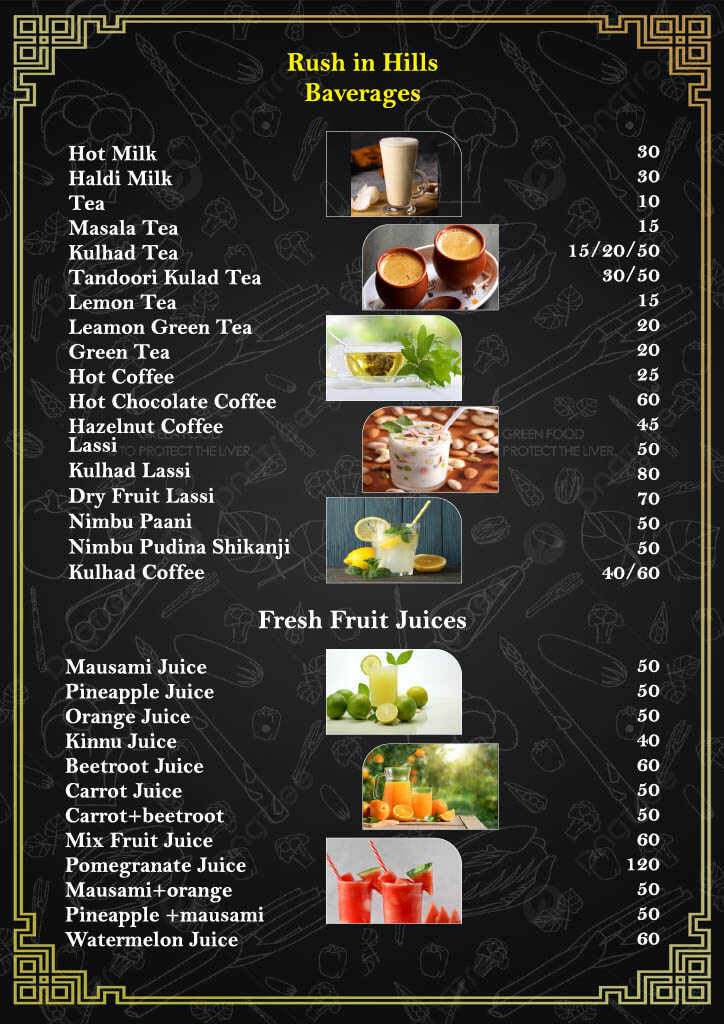 Rush in Hills
Baverages
Hot Milk 30
Haldi Milk 30
Tea 10
Masala Tea 15
Kulhad Tea 15/20/50
Tandoori Kulad Tea 30/50
Lemon Tea 15
Leamon Green Tea 20
Green Tea 20
Hot Coffee 25
Hot Chocolate Coffee 60
Hazelnut Coffee 45
Lassi 50
GREEN FOOD
TO PROTECT THE LIVER.
GREEN FOOD
PROTECT THE LIVER.
Kulhad Lassi 80
Dry Fruit Lassi 70
Nimbu Paani 50
Nimbu Pudina Shikanji 50
Kulhad Coffee 40/60
Fresh Fruit Juices
Mausami Juice 50
Pineapple Juice 50
Orange Juice 50
Kinnu Juice 40
Beetroot Juice 60
Carrot Juice 50
Carrot+beetroot 50
Mix Fruit Juice 60
Pomegranate Juice 120
Mausami+orange 50
Pineapple +mausami 50
Watermelon Juice 60